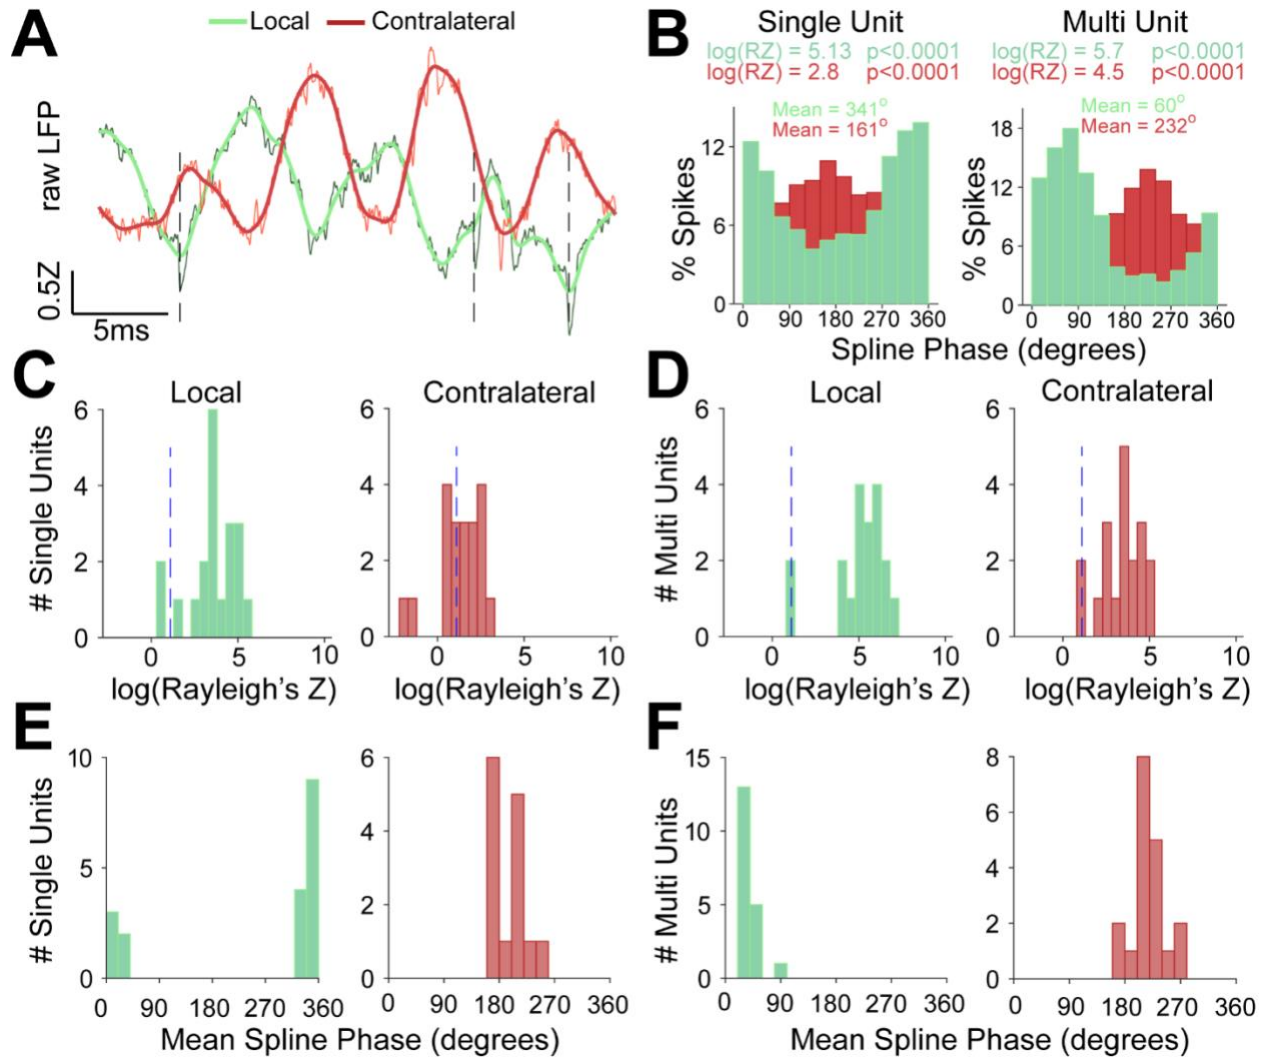 A
Local
Contralateral
raw LFP
0.5Z
5ms
B
Single Unit
log(RZ) = 5.13 p<0.0001
log(RZ) = 2.8 p<0.0001
Mean = 341°
Mean = 161°
% Spikes
12
6
0
0 90 180 270 360
Multi Unit
log(RZ) = 5.7 p<0.0001
log(RZ) = 4.5 p<0.0001
Mean = 60°
Mean = 232°
% Spikes
18
12
6
0
0 90 180 270 360
Spline Phase (degrees)
C
Local
# Single Units
6
4
2
0
0 5 10
log(Rayleigh's Z)
Contralateral
6
4
2
0
0 5 10
log(Rayleigh's Z)
D
Local
# Multi Units
6
4
2
0
0 5 10
log(Rayleigh's Z)
Contralateral
6
4
2
0
0 5 10
log(Rayleigh's Z)
E
# Single Units
10
5
0
0 90 180 270 360
6
4
2
0
0 90 180 270 360
Mean Spline Phase (degrees)
F
# Multi Units
15
10
5
0
0 90 180 270 360
8
6
4
2
0
0 90 180 270 360
Mean Spline Phase (degrees)